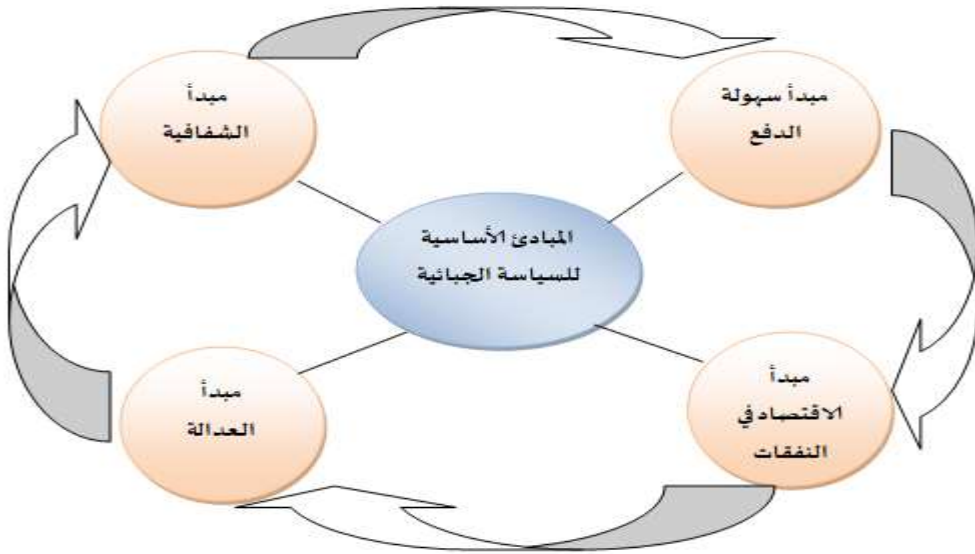 مبدأ
الشفافية
مبدأ سهولة
الدفع
المبادئ الأساسية
للسياسة الجبائية
مبدأ
العدالة
مبدأ
الاقتصاد في
النفقات